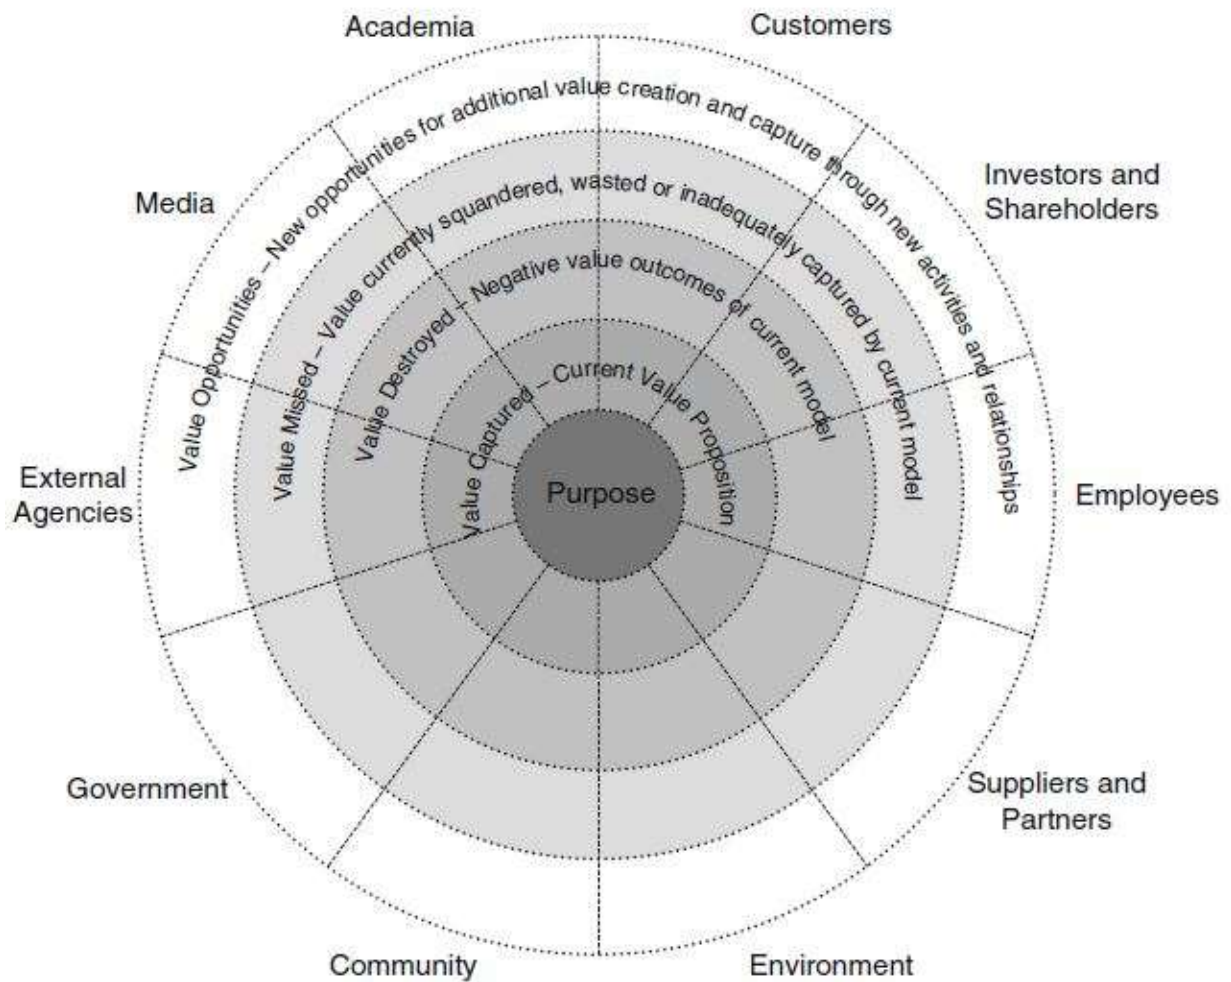 Academia
Customers
Media
Investors and
Shareholders
Value Opportunities – New opportunities for additional value creation and capture through new activities and relationships
Value Missed – Value currently squandered, wasted or inadequately captured by current model
Value Destroyed – Negative value outcomes of current model
Value Captured – Current Value Proposition
Purpose
External
Agencies
Employees
Government
Suppliers and
Partners
Community
Environment